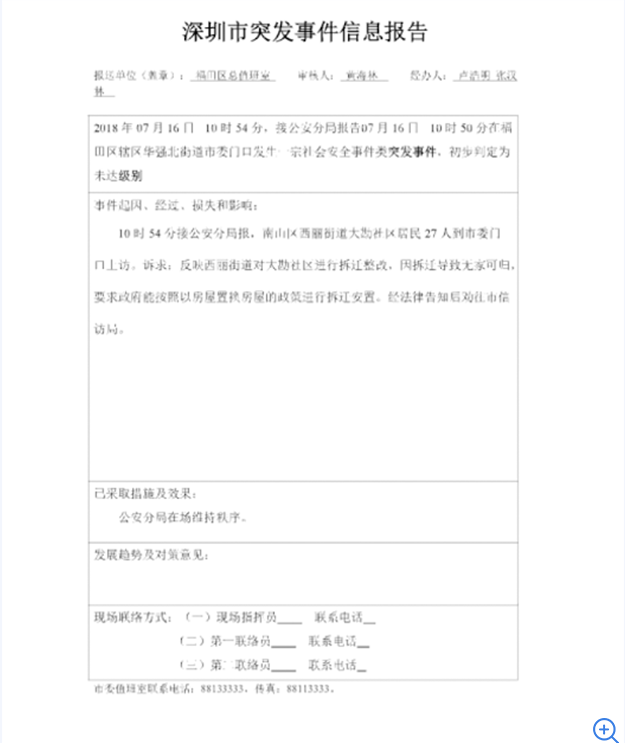 深圳市突发事件信息报告
报送单位（盖章）： 福田区总值班室 审核人： 黄海林 经办人： 卢浩明 张汉
林
2018 年 07 月 16 日 10 时 54 分，接公安分局报告07 月 16 日 10 时 50 分在福
田区辖区华强北街道市委门口发生一宗社会安全事件类突发事件，初步判定为
未达级别
事件起因、经过、损失和影响：
10 时 54 分接公安分局报，南山区西丽街道大勘社区居民 27 人到市委门
口上访。诉求：反映西丽街道对大勘社区进行拆迁整改，因拆迁导致无家可归，
要求政府能按照以房屋置换房屋的政策进行拆迁安置。经法律告知后劝往市信
访局。
已采取措施及效果：
公安分局在场维持秩序。
发展趋势及对策意见：
现场联络方式：（一）现场指挥员____ 联系电话__
（二）第一联络员____ 联系电话__
（三）第二联络员____ 联系电话__
市委值班室联系电话：88133333，传真：88113333。